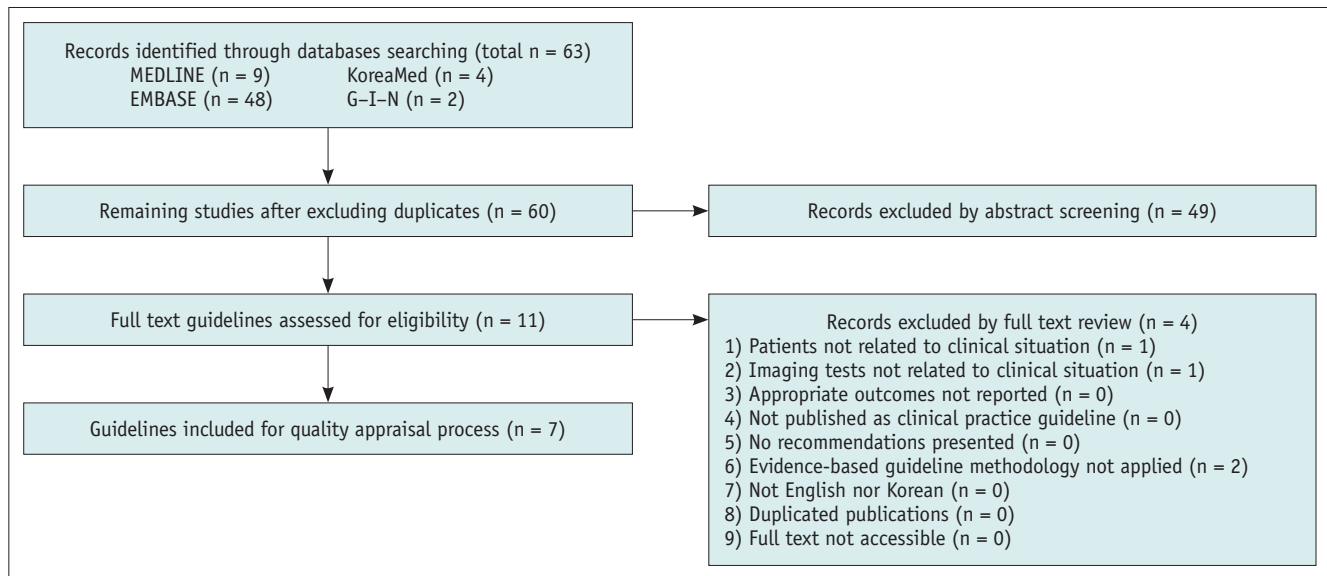 Records identified through databases searching (total n = 63)
MEDLINE (n = 9) KoreaMed (n = 4)
EMBASE (n = 48) G–I–N (n = 2)
Remaining studies after excluding duplicates (n = 60)
Records excluded by abstract screening (n = 49)
Full text guidelines assessed for eligibility (n = 11)
Records excluded by full text review (n = 4)
1) Patients not related to clinical situation (n = 1)
2) Imaging tests not related to clinical situation (n = 1)
3) Appropriate outcomes not reported (n = 0)
4) Not published as clinical practice guideline (n = 0)
5) No recommendations presented (n = 0)
6) Evidence-based guideline methodology not applied (n = 2)
7) Not English nor Korean (n = 0)
8) Duplicated publications (n = 0)
9) Full text not accessible (n = 0)
Guidelines included for quality appraisal process (n = 7)